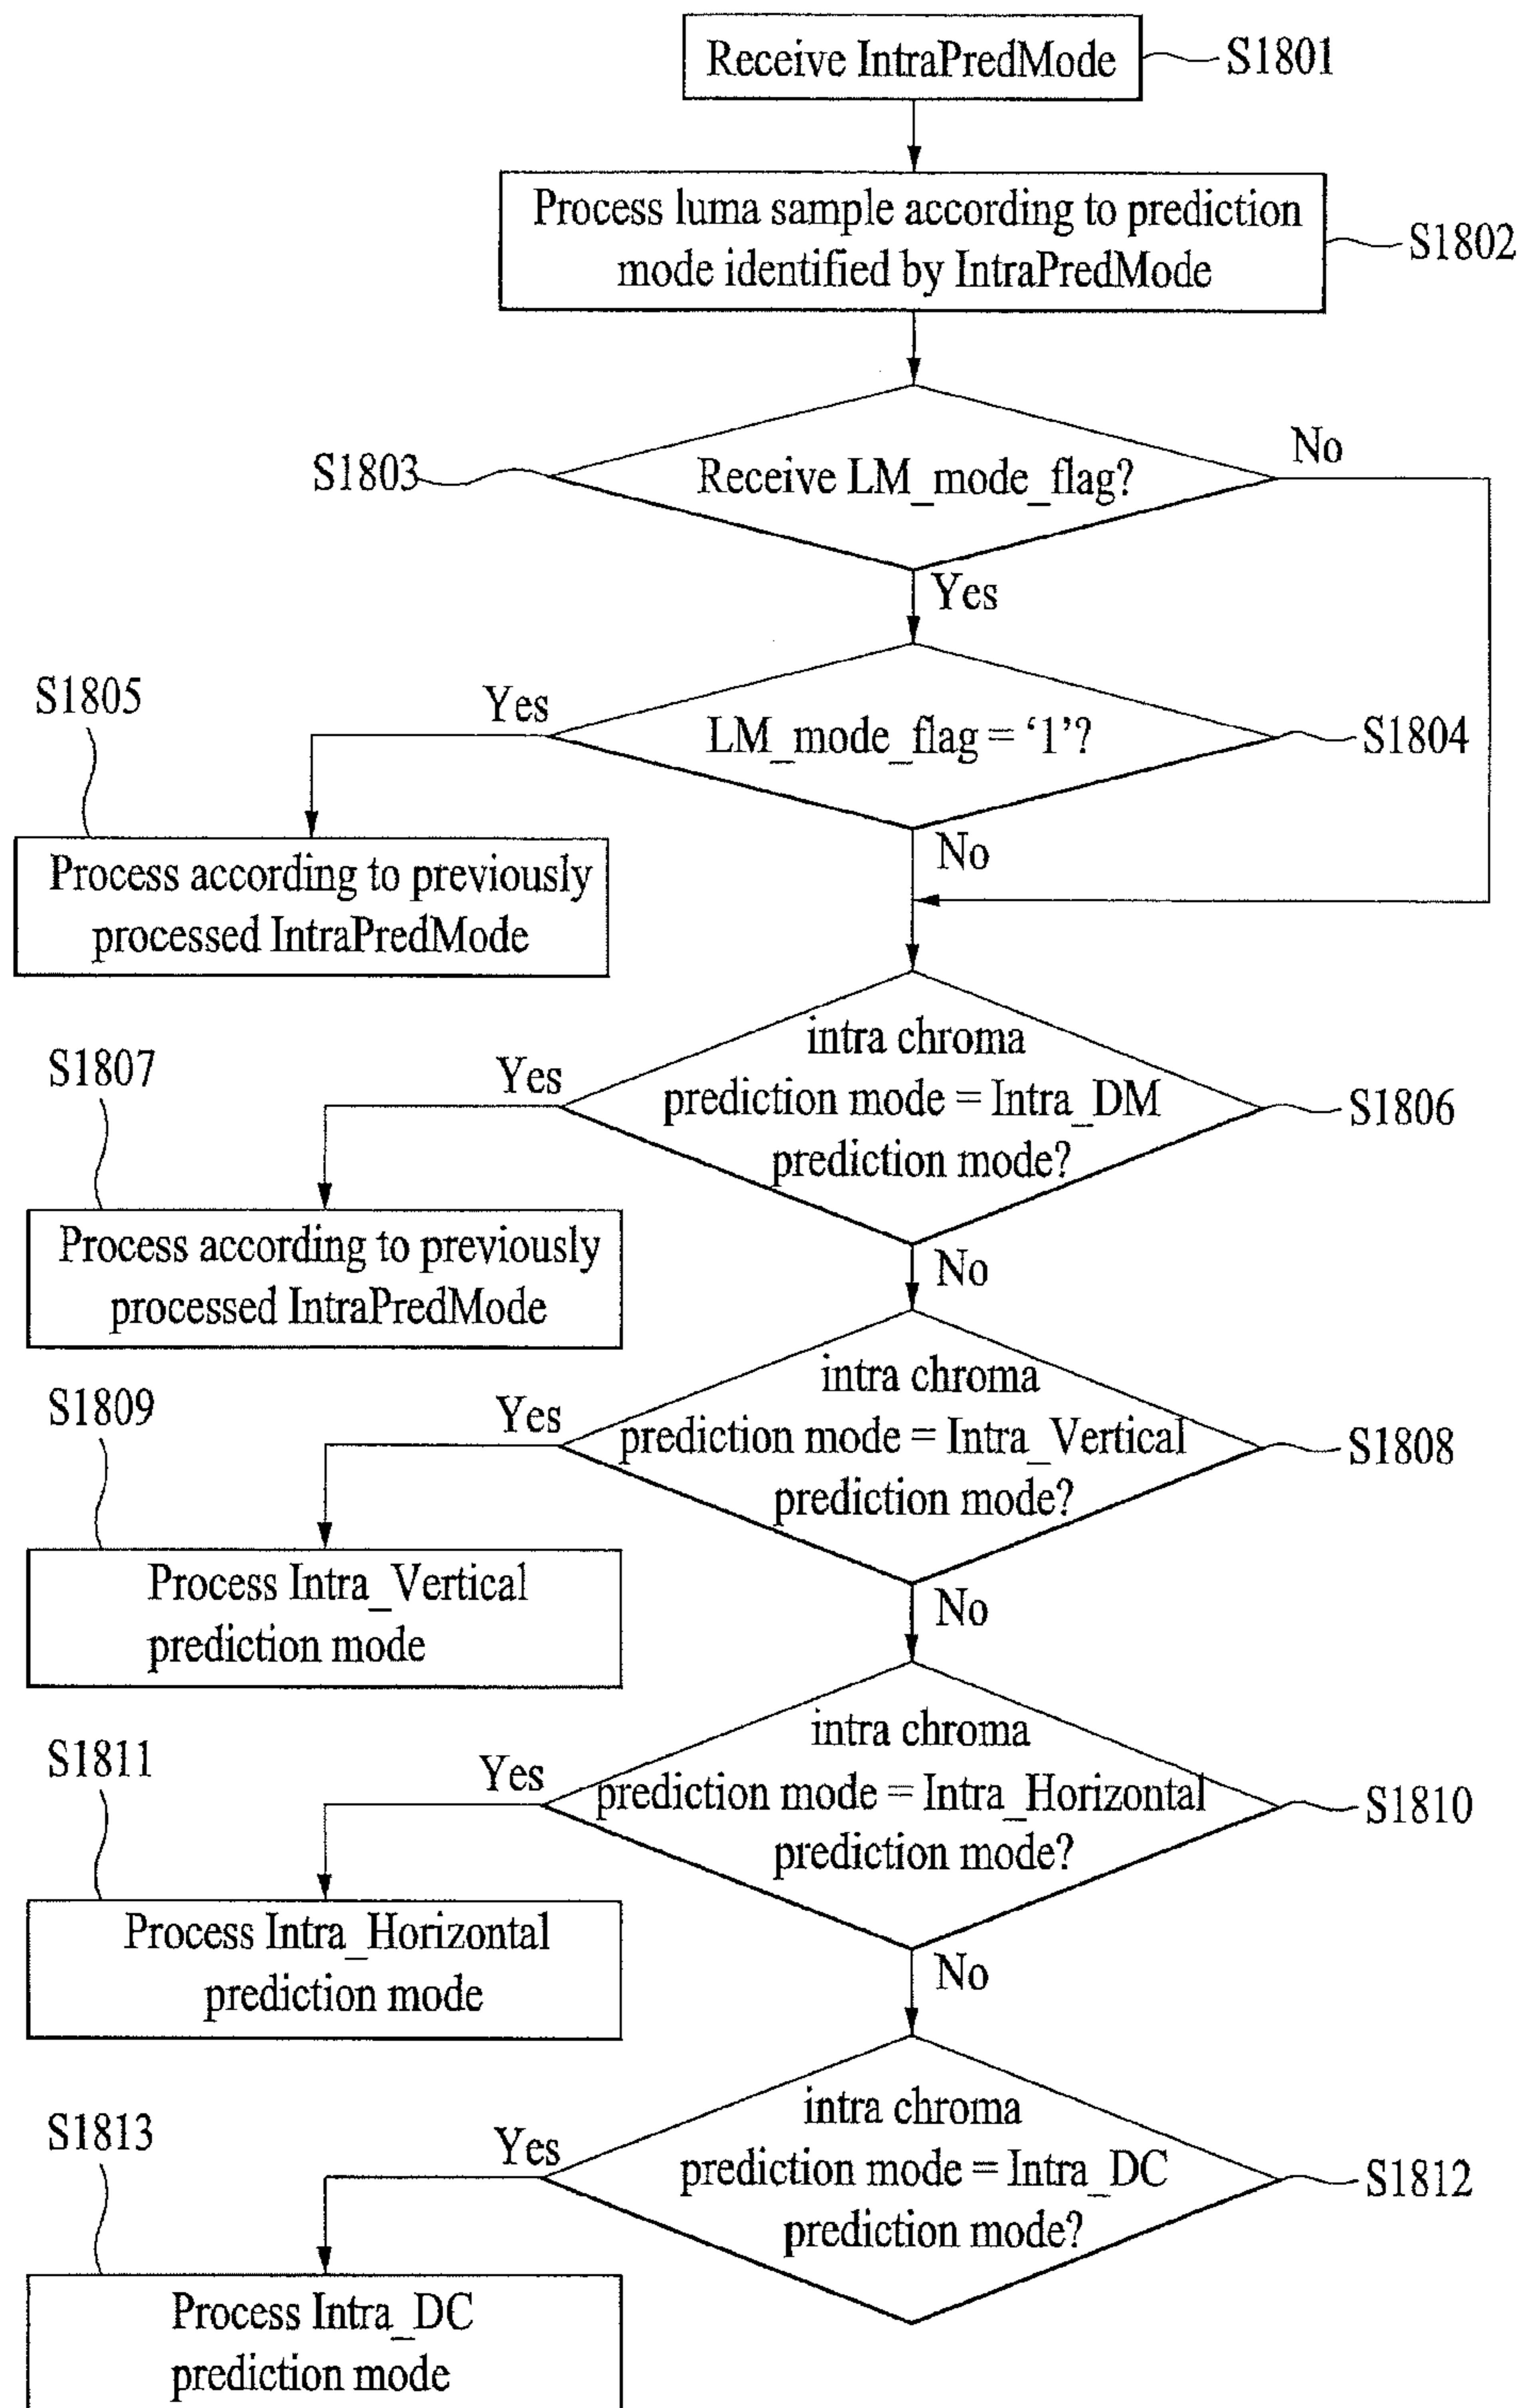 Receive IntraPredMode
S1801
Process luma sample according to prediction
mode identified by IntraPredMode
S1802
S1803
Receive LM_mode_flag?
No
Yes
S1805
Yes
LM_mode_flag = ‘1’?
S1804
No
Process according to previously
processed IntraPredMode
S1807
Yes
intra chroma
prediction mode = Intra_DM
prediction mode?
S1806
No
Process according to previously
processed IntraPredMode
S1809
Yes
intra chroma
prediction mode = Intra_Vertical
prediction mode?
S1808
No
Process Intra_Vertical
prediction mode
S1811
Yes
intra chroma
prediction mode = Intra_Horizontal
prediction mode?
S1810
No
Process Intra_Horizontal
prediction mode
S1813
Yes
intra chroma
prediction mode = Intra_DC
prediction mode?
S1812
Process Intra_DC
prediction mode